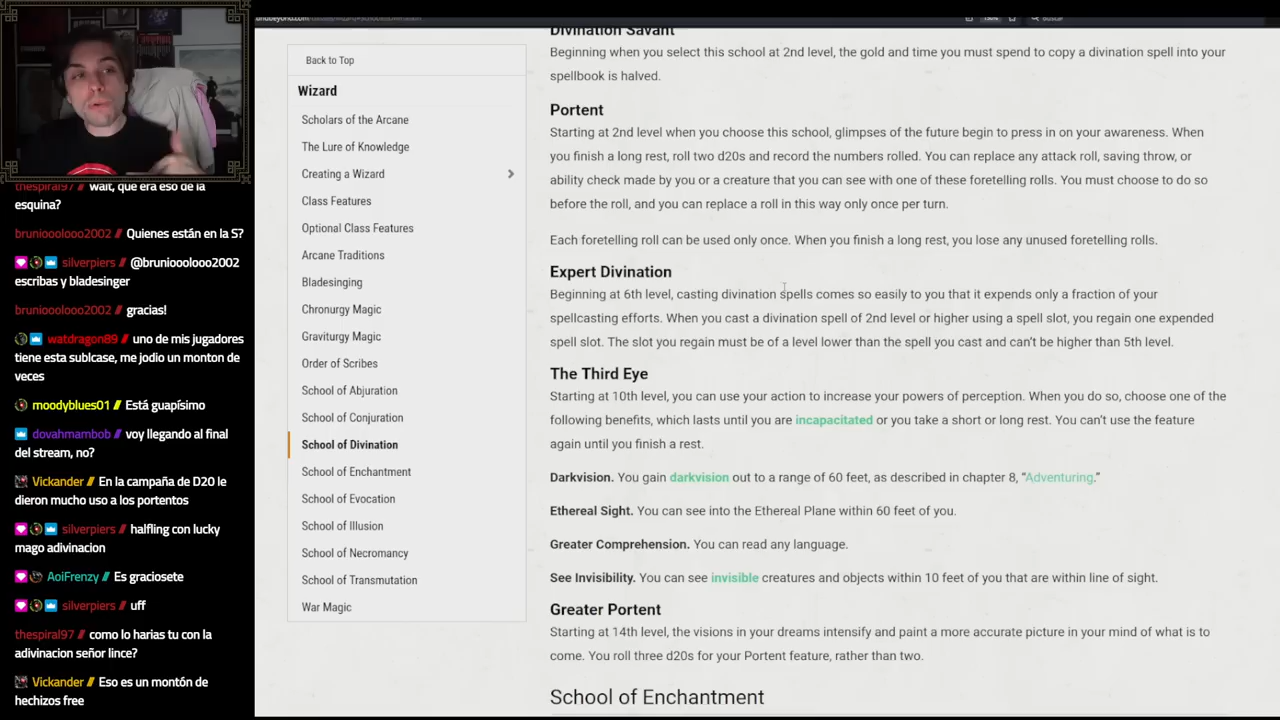 Back to Top
Wizard
Scholars of the Arcane
The Lure of Knowledge
Creating a Wizard
Class Features
Optional Class Features
Arcane Traditions
Bladesinging
Chronurgy Magic
Graviturgy Magic
Order of Scribes
School of Abjuration
School of Conjuration
School of Divination
School of Enchantment
School of Evocation
School of Illusion
School of Necromancy
School of Transmutation
War Magic
Divination Savant
Beginning when you select this school at 2nd level, the gold and time you must spend to copy a divination spell into your
spellbook is halved.
Portent
Starting at 2nd level when you choose this school, glimpses of the future begin to press in on your awareness. When
you finish a long rest, roll two d20s and record the numbers rolled. You can replace any attack roll, saving throw, or
ability check made by you or a creature that you can see with one of these foretelling rolls. You must choose to do so
before the roll, and you can replace a roll in this way only once per turn.
Each foretelling roll can be used only once. When you finish a long rest, you lose any unused foretelling rolls.
Expert Divination
Beginning at 6th level, casting divination spells comes so easily to you that it expends only a fraction of your
spellcasting efforts. When you cast a divination spell of 2nd level or higher using a spell slot, you regain one expended
spell slot. The slot you regain must be of a level lower than the spell you cast and can't be higher than 5th level.
The Third Eye
Starting at 10th level, you can use your action to increase your powers of perception. When you do so, choose one of the
following benefits, which lasts until you are incapacitated or you take a short or long rest. You can't use the feature
again until you finish a rest.
Darkvision. You gain darkvision out to a range of 60 feet, as described in chapter 8, “Adventuring.”
Ethereal Sight. You can see into the Ethereal Plane within 60 feet of you.
Greater Comprehension. You can read any language.
See Invisibility. You can see invisible creatures and objects within 10 feet of you that are within line of sight.
Greater Portent
Starting at 14th level, the visions in your dreams intensify and paint a more accurate picture in your mind of what is to
come. You roll three d20s for your Portent feature, rather than two.
School of Enchantment
thespiral97 // wait, que era eso de la
esquina?
bruniooolooo2002 // Quienes están en la S?
silverpiers // @bruniooolooo2002
escribas y bladesinger
bruniooolooo2002 // gracias!
watdragon89 // uno de mis jugadores
tiene esta sublcase, me jodio un monton de
veces
moodyblues01 // Está guapísimo
dovahmambob // voy llegando al final
del stream, no?
Vickander // En la campaña de D20 le
dieron mucho uso a los portentos
silverpiers // halfling con lucky
mago adivinacion
AoiFrenzy // Es graciosete
silverpiers // uff
thespiral97 // como lo harias tu con la
adivinacion señor lince?
Vickander // Eso es un montón de
hechizos free